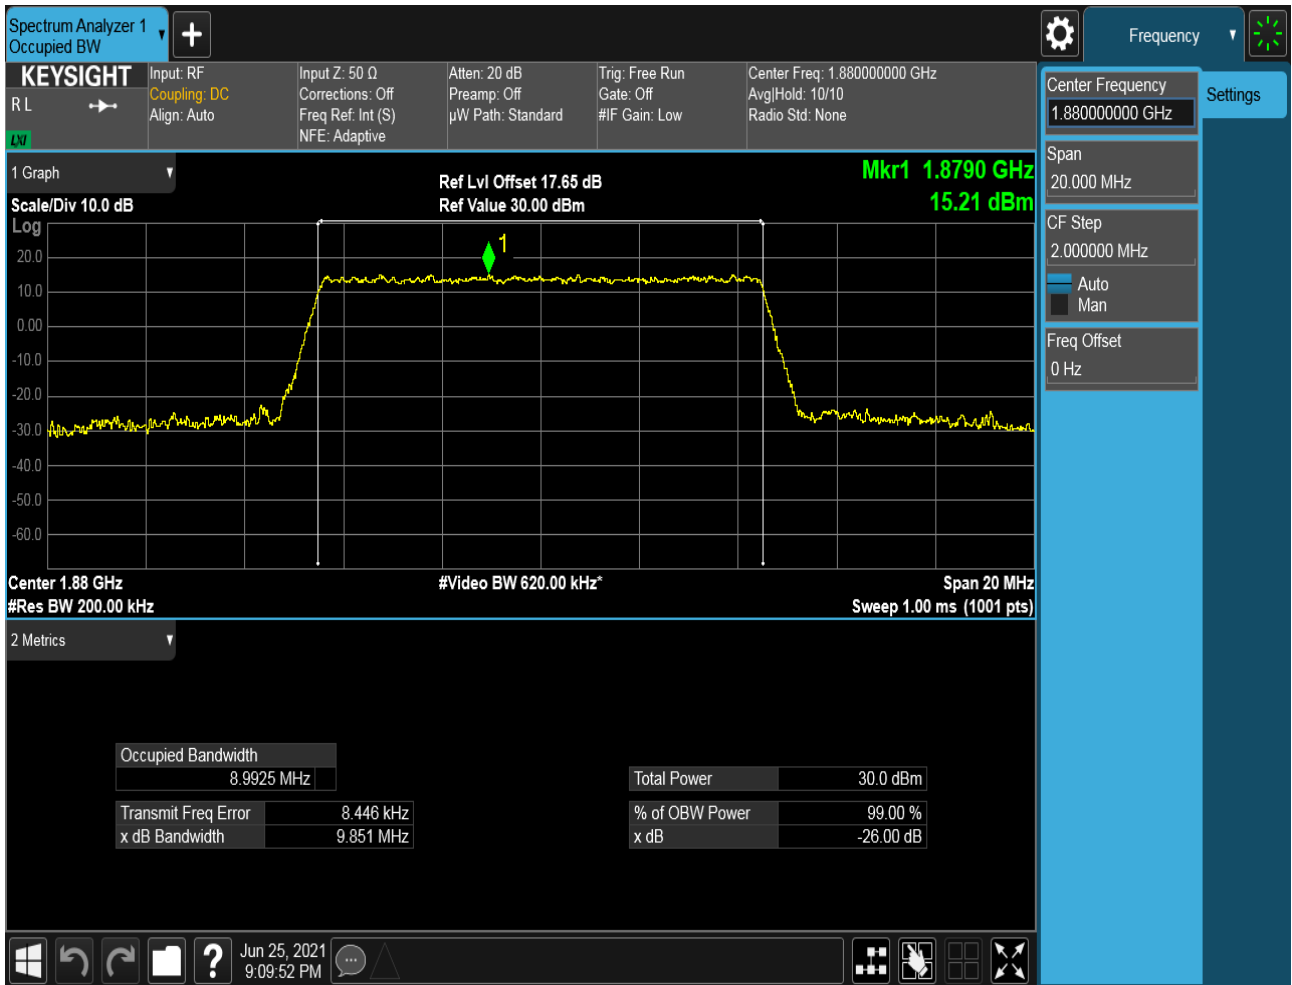 Spectrum Analyzer 1
Occupied BW
Frequency
KEYSIGHT
R L
LXI
Input: RF
Coupling: DC
Align: Auto
Input Z: 50 Ω
Corrections: Off
Freq Ref: Int (S)
NFE: Adaptive
Atten: 20 dB
Preamp: Off
µW Path: Standard
Trig: Free Run
Gate: Off
#IF Gain: Low
Center Freq: 1.880000000 GHz
Avg|Hold: 10/10
Radio Std: None
Center Frequency
1.880000000 GHz
Settings
Span
20.000 MHz
CF Step
2.000000 MHz
Auto
Man
Freq Offset
0 Hz
1 Graph
Scale/Div 10.0 dB
Ref Lvl Offset 17.65 dB
Ref Value 30.00 dBm
Mkr1 1.8790 GHz
15.21 dBm
Log
1
20.0
10.0
0.00
-10.0
-20.0
-30.0
-40.0
-50.0
-60.0
Center 1.88 GHz
#Video BW 620.00 kHz*
Span 20 MHz
#Res BW 200.00 kHz
Sweep 1.00 ms (1001 pts)
2 Metrics
Occupied Bandwidth
8.9925 MHz
Transmit Freq Error 8.446 kHz
x dB Bandwidth 9.851 MHz
Total Power 30.0 dBm
% of OBW Power 99.00 %
x dB -26.00 dB
?
Jun 25, 2021
9:09:52 PM